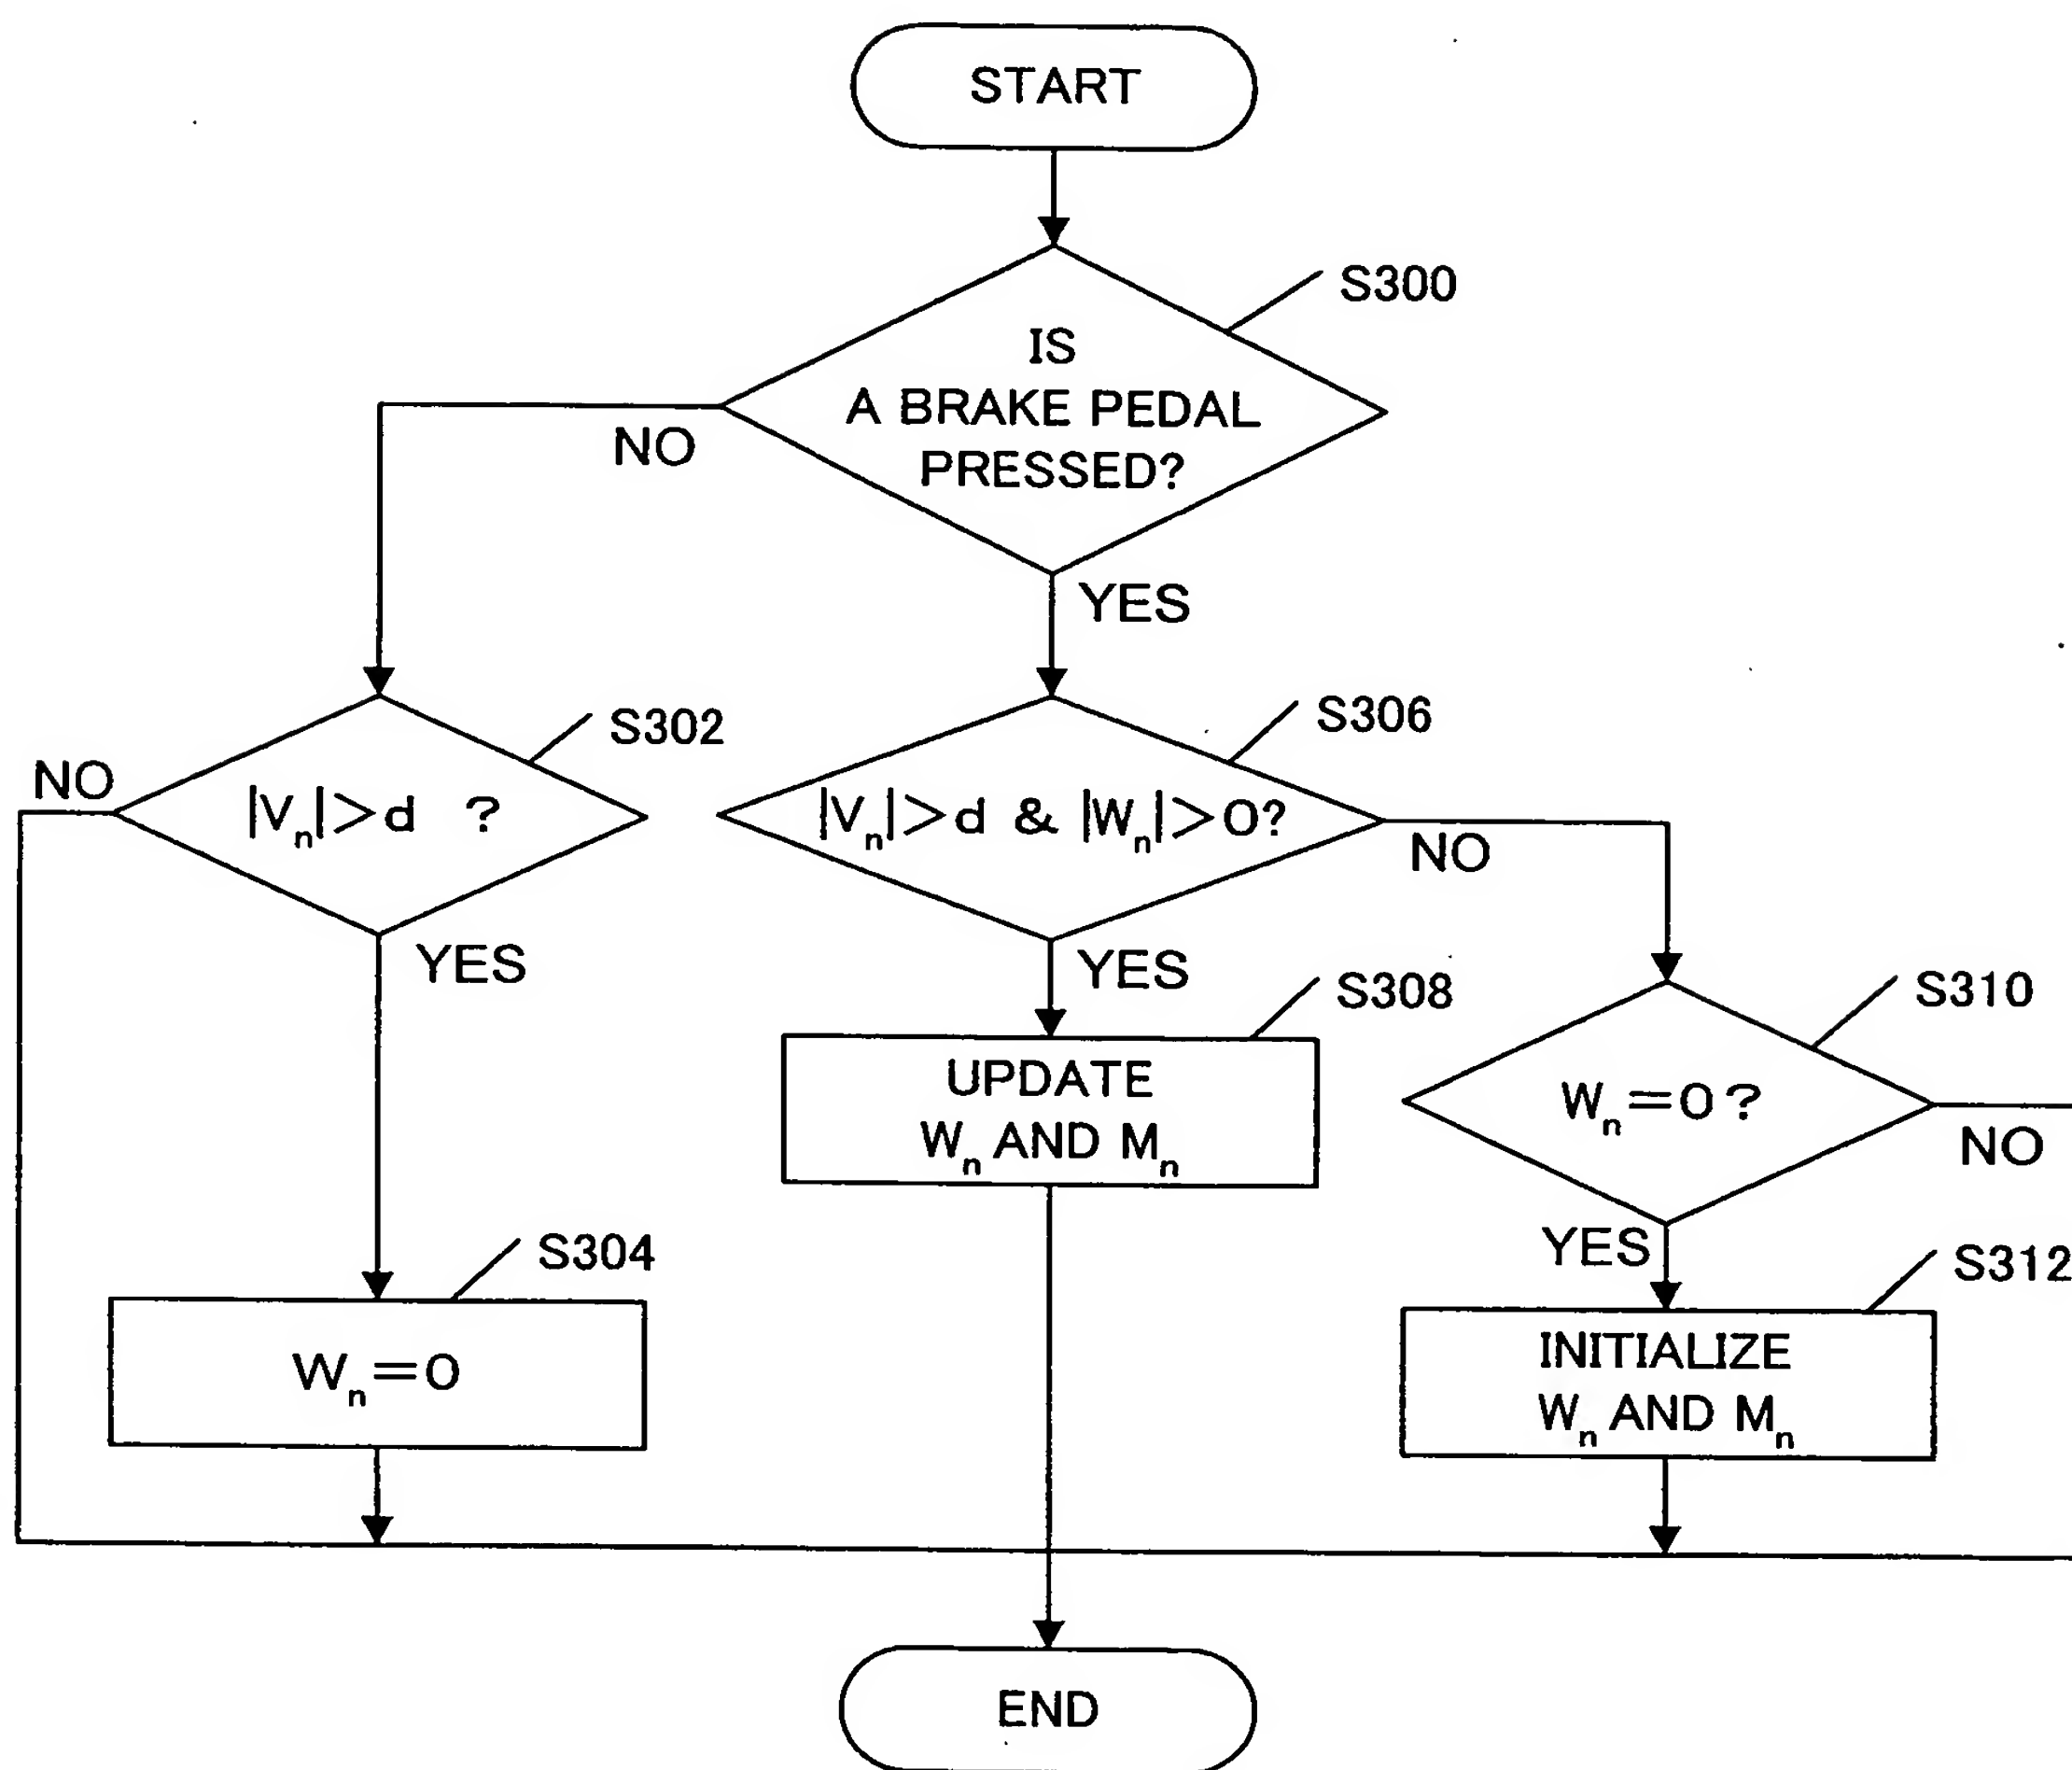 START
S300
IS
A BRAKE PEDAL
PRESSED?
NO
YES
S302
S306
NO
|Vn|>d ?
|Vn|>d & |Wn|>0?
NO
YES
YES
S308
S310
UPDATE
Wn AND Mn
Wn=0?
NO
YES
S304
S312
Wn=0
INITIALIZE
Wn AND Mn
END